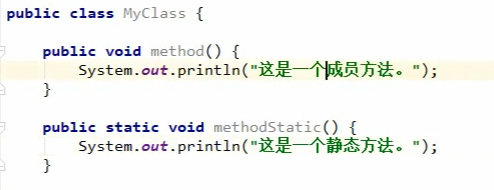 public class MyClass {
public void method() {
System.out.println("这是一个成员方法。");
}
public static void methodStatic() {
System.out.println("这是一个静态方法。");
}